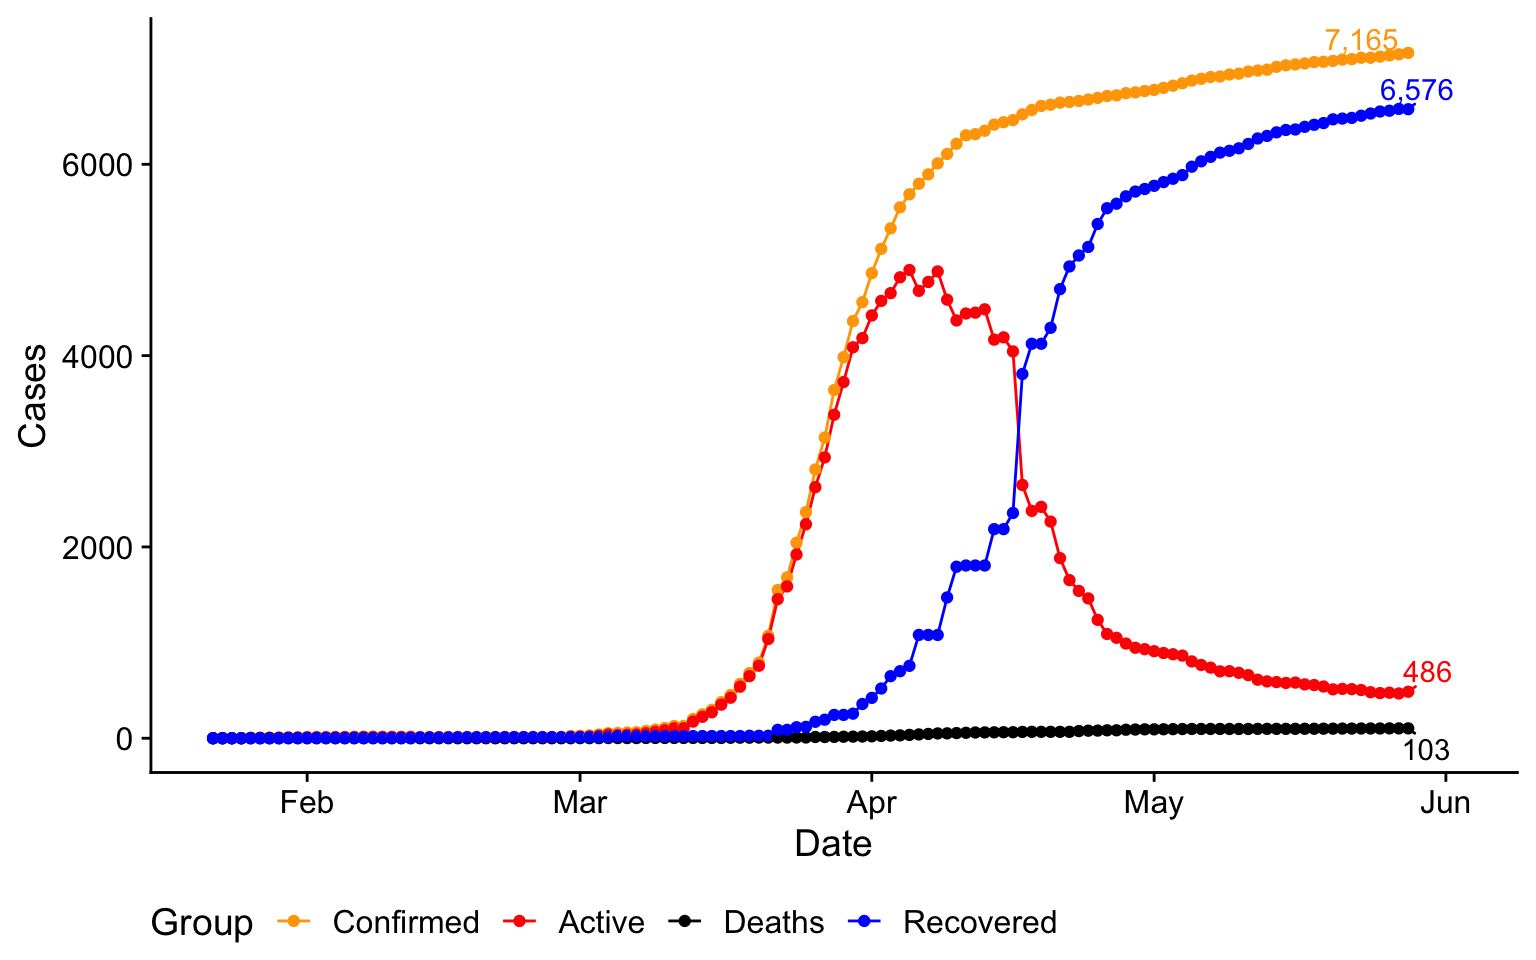 7,165
6,576
6000
4000
2000
0
486
103
Cases
Feb Mar Apr May Jun
Date
Group Confirmed Active Deaths Recovered